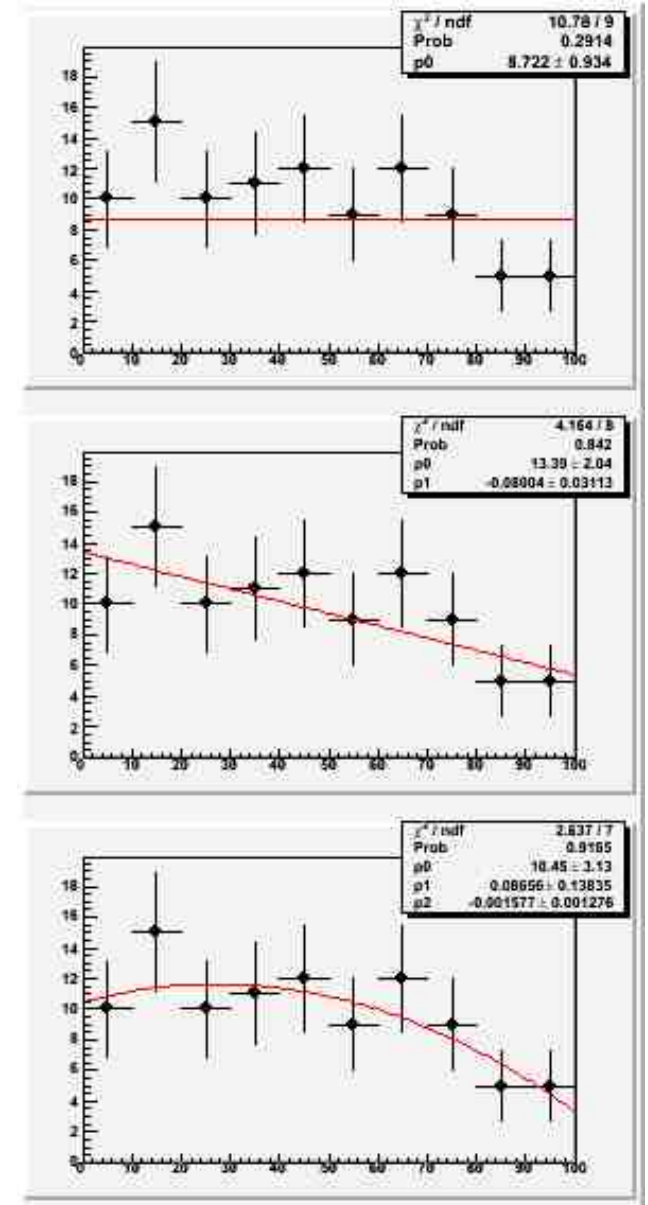 χ² / ndf 10.78 / 9
Prob 0.2914
p0 8.722 ± 0.934
18
16
14
12
10
8
6
4
2
0
0 10 20 30 40 50 60 70 80 90 100
χ² / ndf 4.164 / 8
Prob 0.842
p0 13.39 ± 2.04
p1 -0.08004 ± 0.03113
18
16
14
12
10
8
6
4
2
0
0 10 20 30 40 50 60 70 80 90 100
χ² / ndf 2.637 / 7
Prob 0.9165
p0 10.45 ± 3.13
p1 0.08656 ± 0.13835
p2 -0.001577 ± 0.001276
18
16
14
12
10
8
6
4
2
0
0 10 20 30 40 50 60 70 80 90 100